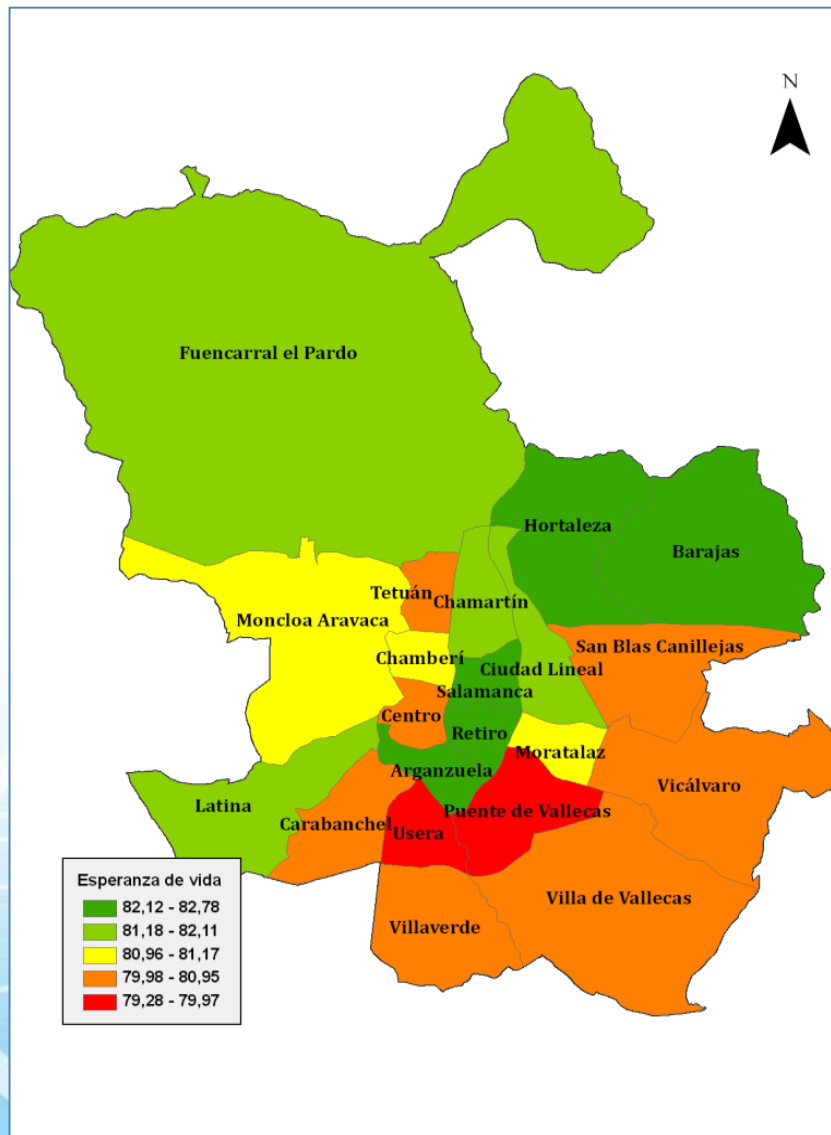 N
Fuencarral el Pardo
Hortaleza
Barajas
Tetuán
Chamartín
Moncloa Aravaca
San Blas Canillejas
Chamberí
Ciudad Lineal
Salamanca
Centro
Retiro
Moratalaz
Arganzuela
Vicálvaro
Latina
Puente de Vallecas
Carabanchel
Usera
Villa de Vallecas
Villaverde
Esperanza de vida
82,12 - 82,78
81,18 - 82,11
80,96 - 81,17
79,98 - 80,95
79,28 - 79,97